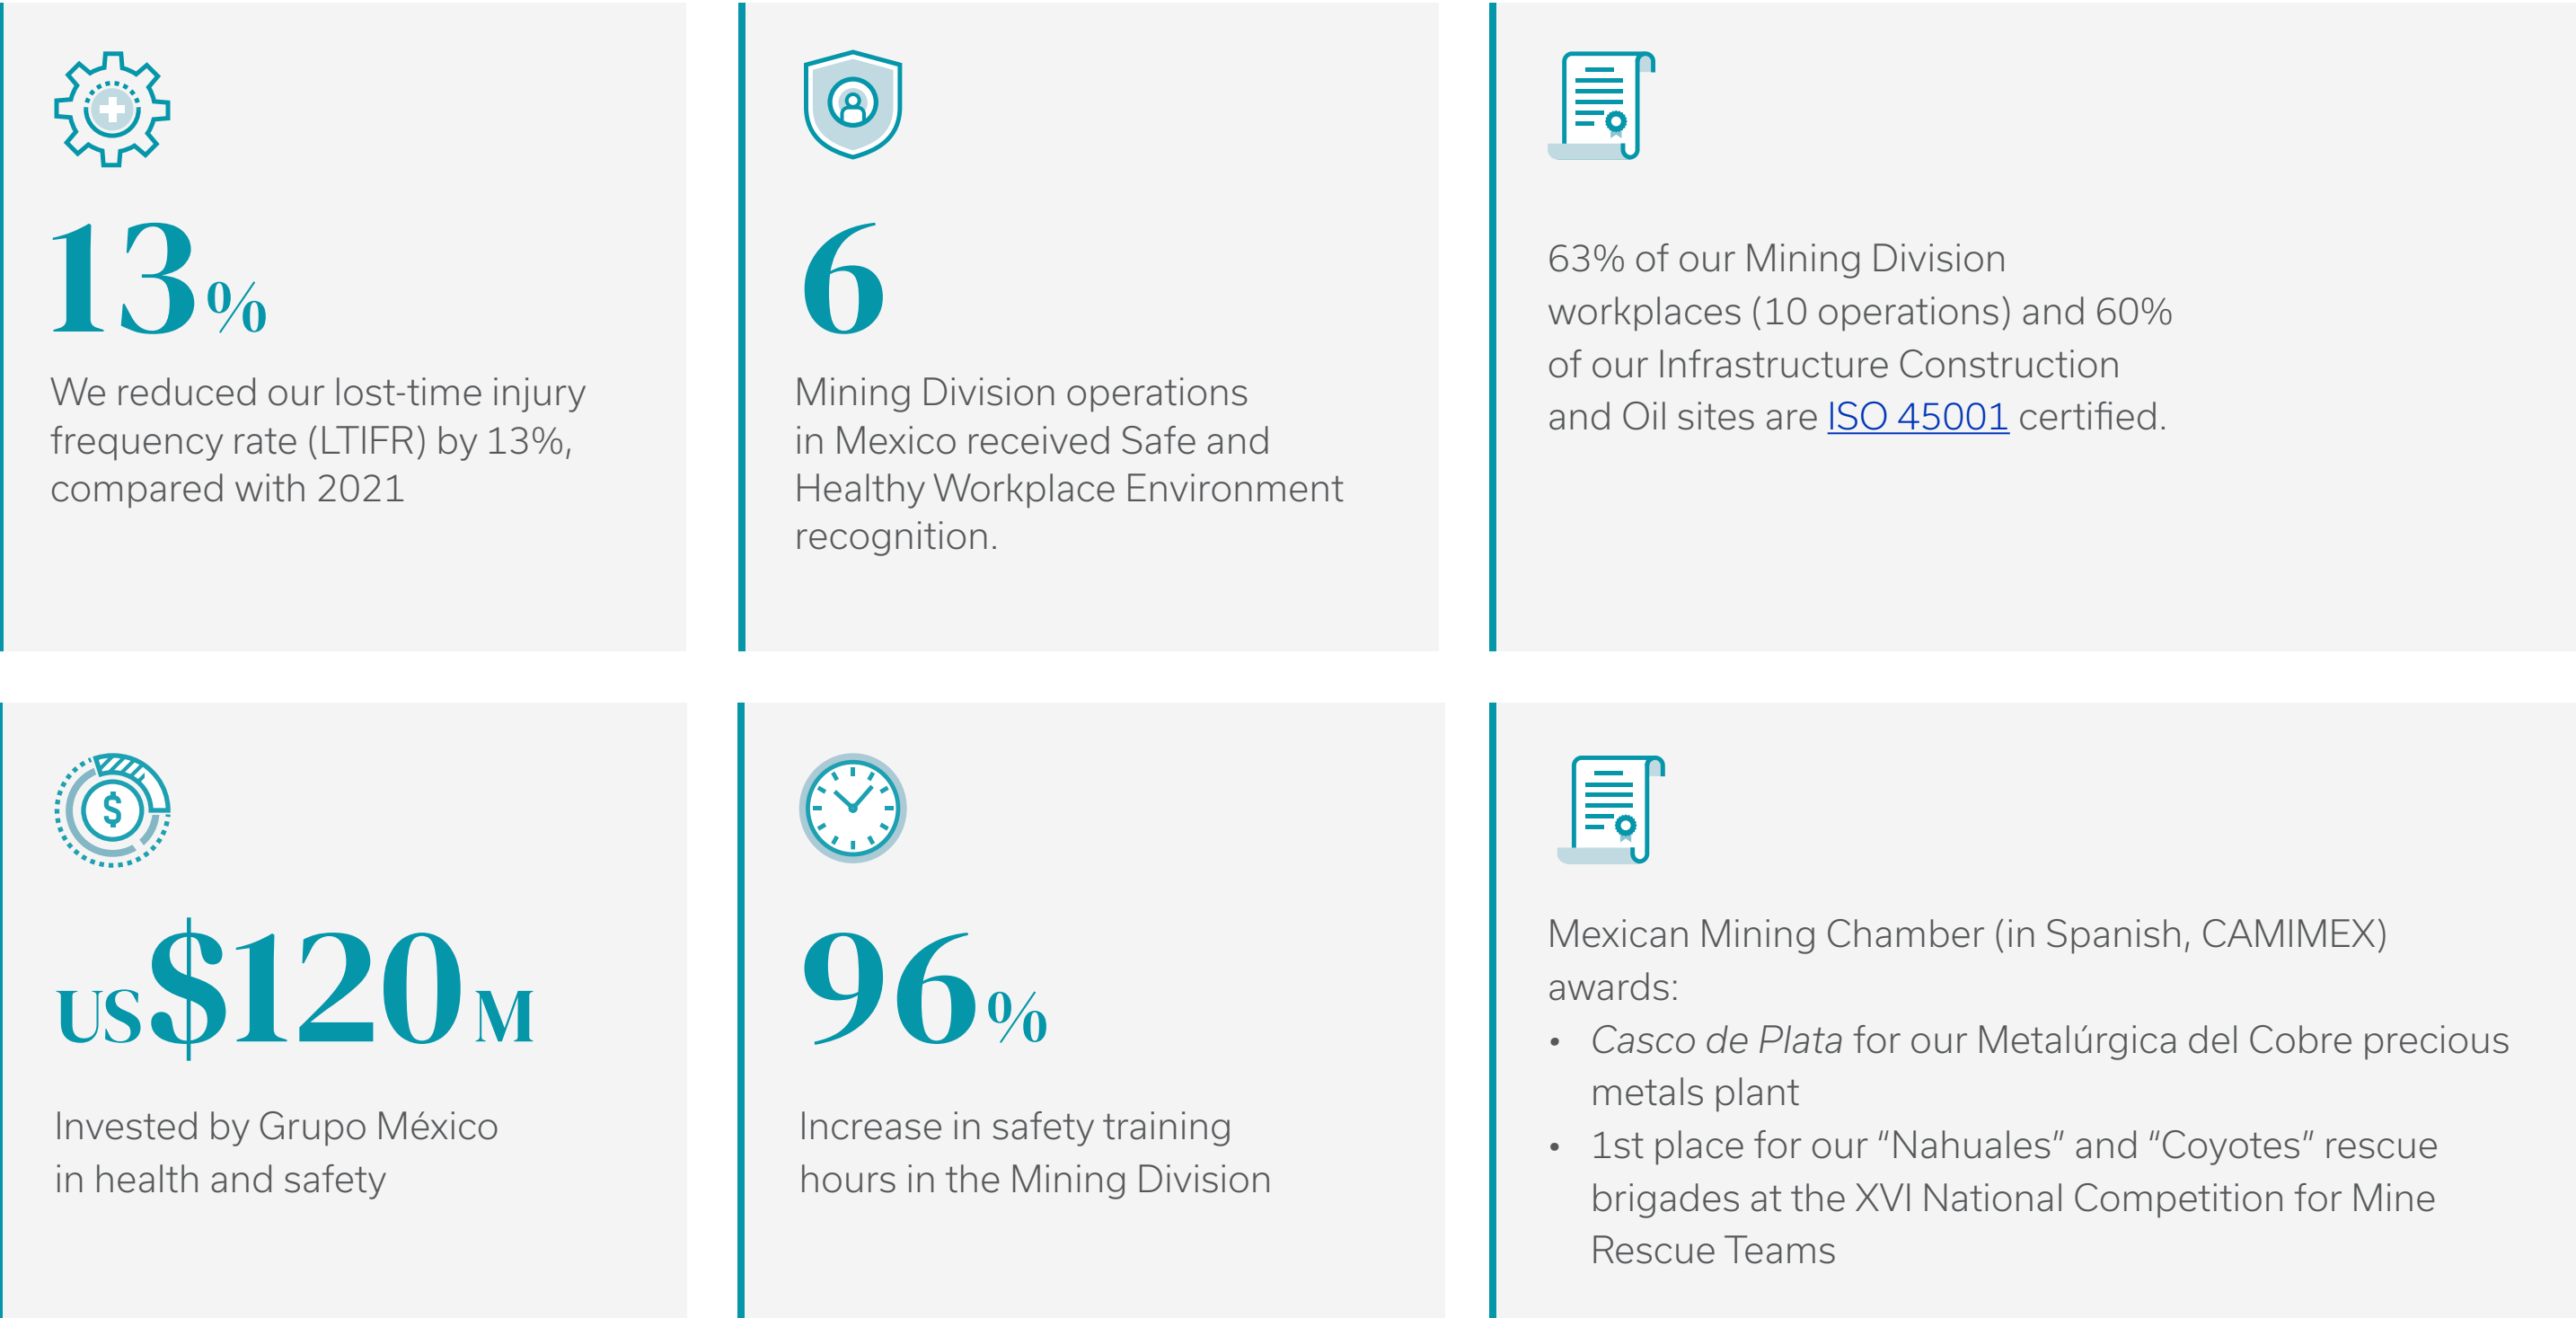 13%
We reduced our lost-time injury
frequency rate (LTIFR) by 13%,
compared with 2021
6
Mining Division operations
in Mexico received Safe and
Healthy Workplace Environment
recognition.
63% of our Mining Division
workplaces (10 operations) and 60%
of our Infrastructure Construction
and Oil sites are ISO 45001 certified.
US$120M
Invested by Grupo México
in health and safety
96%
Increase in safety training
hours in the Mining Division
Mexican Mining Chamber (in Spanish, CAMIMEX)
awards:
• Casco de Plata for our Metalúrgica del Cobre precious
metals plant
• 1st place for our “Nahuales” and “Coyotes” rescue
brigades at the XVI National Competition for Mine
Rescue Teams